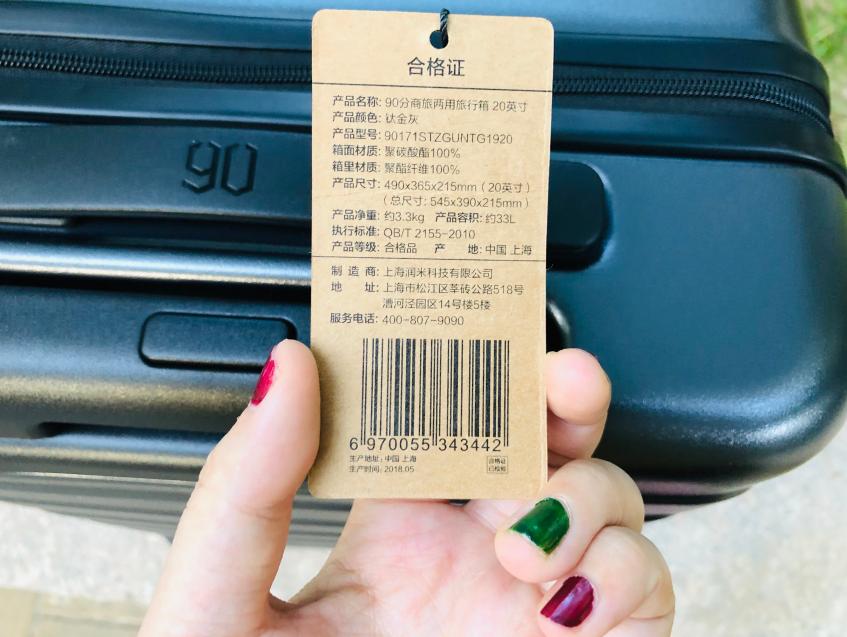 90
合格证
产品名称: 90分商旅两用旅行箱 20英寸
产品颜色: 钛金灰
产品型号: 90171STZGUNTG1920
箱面材质: 聚碳酸酯100%
箱里材质: 聚酯纤维100%
产品尺寸: 490x365x215mm（20英寸）
（总尺寸: 545x390x215mm）
产品净重: 约3.3kg 产品容积: 约33L
执行标准: QB/T 2155-2010
产品等级: 合格品 产 地: 中国 上海
制 造 商: 上海润米科技有限公司
地 址: 上海市松江区莘砖公路518号
漕河泾园区14号楼5楼
服务电话: 400-807-9090
6 970055 343442
生产地址: 中国 上海
生产时间: 2018.05
合格证
已检验